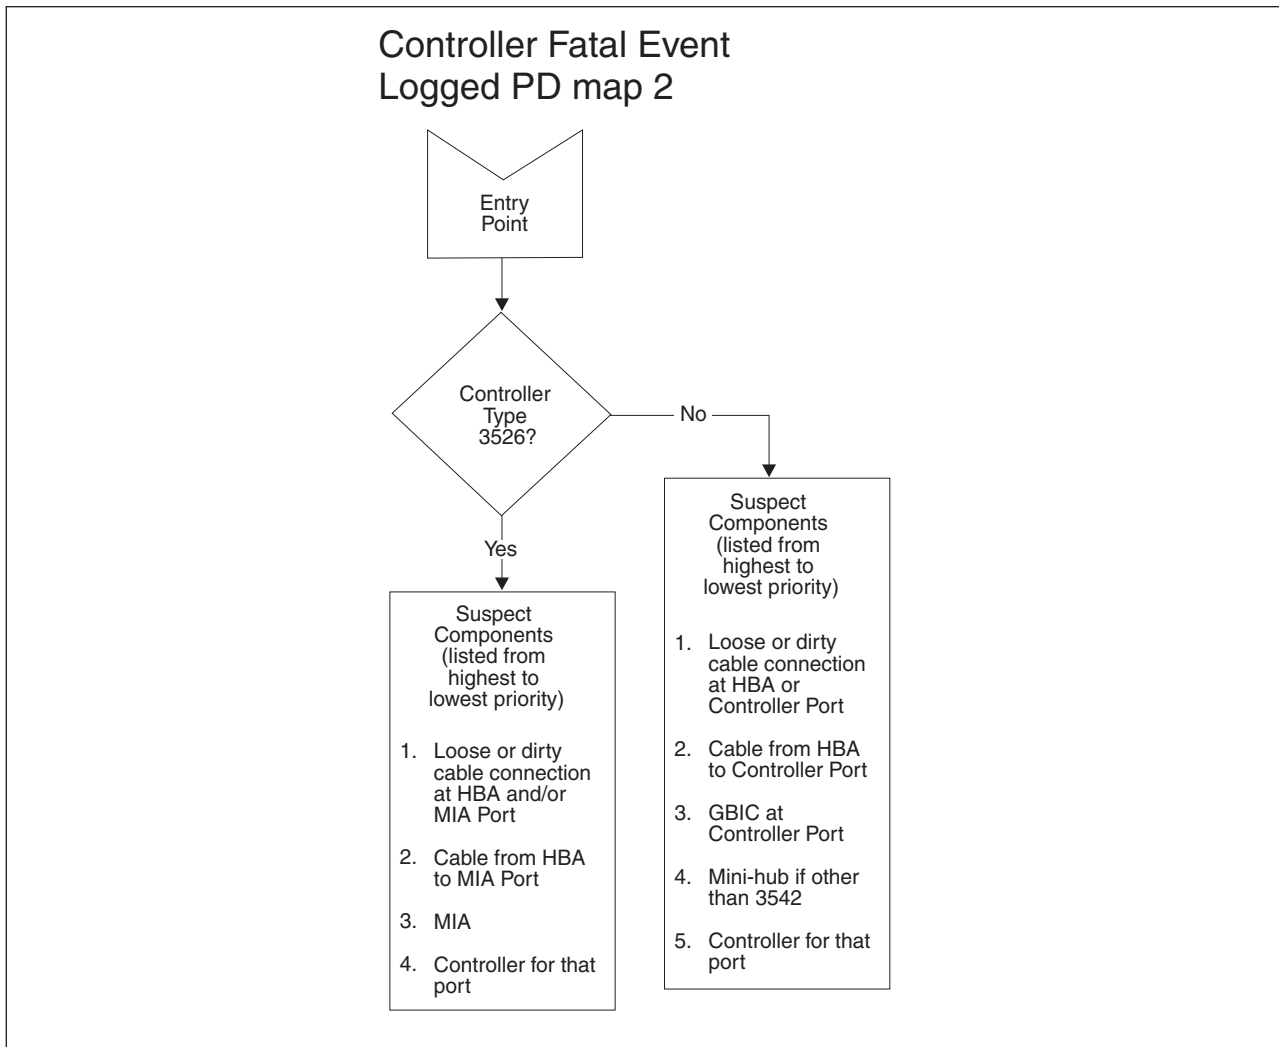 Controller Fatal Event
Logged PD map 2
Entry
Point
Controller
Type
3526?
No
Yes
Suspect
Components
(listed from
highest to
lowest priority)
1. Loose or dirty
cable connection
at HBA and/or
MIA Port
2. Cable from HBA
to MIA Port
3. MIA
4. Controller for that
port
Suspect
Components
(listed from
highest to
lowest priority)
1. Loose or dirty
cable connection
at HBA or
Controller Port
2. Cable from HBA
to Controller Port
3. GBIC at
Controller Port
4. Mini-hub if other
than 3542
5. Controller for that
port